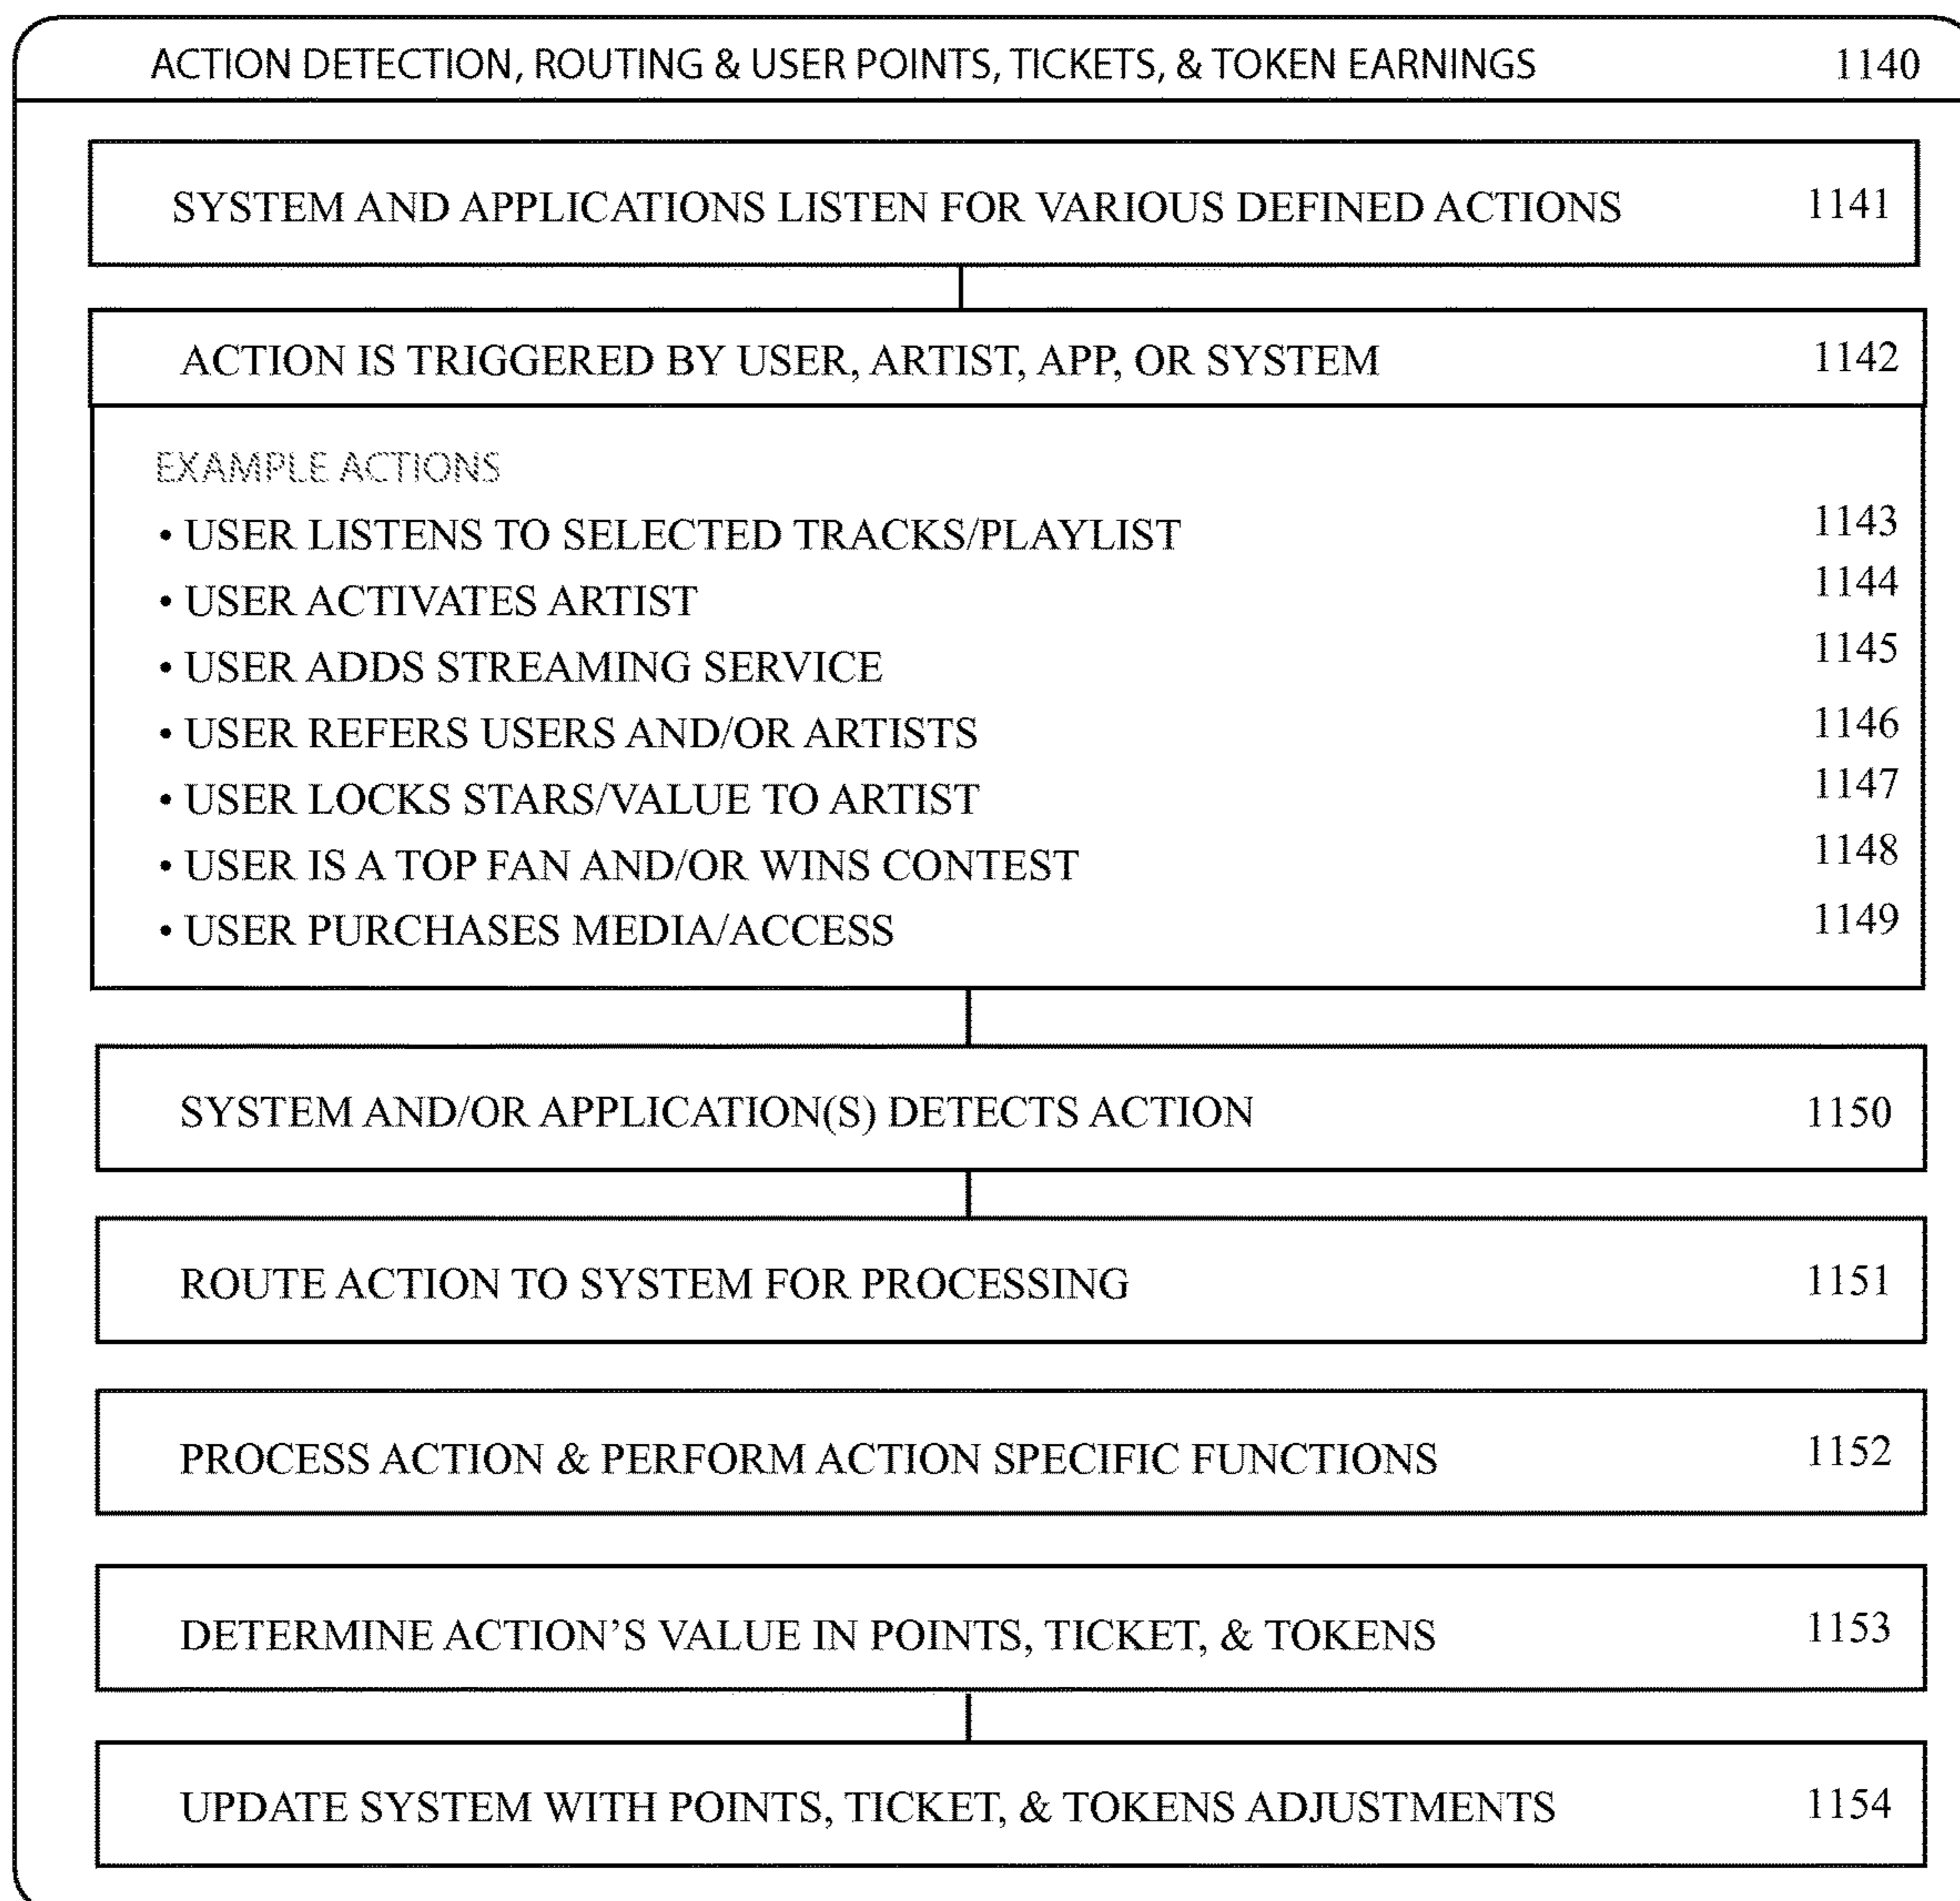 ACTION DETECTION, ROUTING & USER POINTS, TICKETS, & TOKEN EARNINGS 1140
SYSTEM AND APPLICATIONS LISTEN FOR VARIOUS DEFINED ACTIONS 1141
ACTION IS TRIGGERED BY USER, ARTIST, APP, OR SYSTEM 1142
EXAMPLE ACTIONS
• USER LISTENS TO SELECTED TRACKS/PLAYLIST 1143
• USER ACTIVATES ARTIST 1144
• USER ADDS STREAMING SERVICE 1145
• USER REFERS USERS AND/OR ARTISTS 1146
• USER LOCKS STARS/VALUE TO ARTIST 1147
• USER IS A TOP FAN AND/OR WINS CONTEST 1148
• USER PURCHASES MEDIA/ACCESS 1149
SYSTEM AND/OR APPLICATION(S) DETECTS ACTION 1150
ROUTE ACTION TO SYSTEM FOR PROCESSING 1151
PROCESS ACTION & PERFORM ACTION SPECIFIC FUNCTIONS 1152
DETERMINE ACTION’S VALUE IN POINTS, TICKET, & TOKENS 1153
UPDATE SYSTEM WITH POINTS, TICKET, & TOKENS ADJUSTMENTS 1154